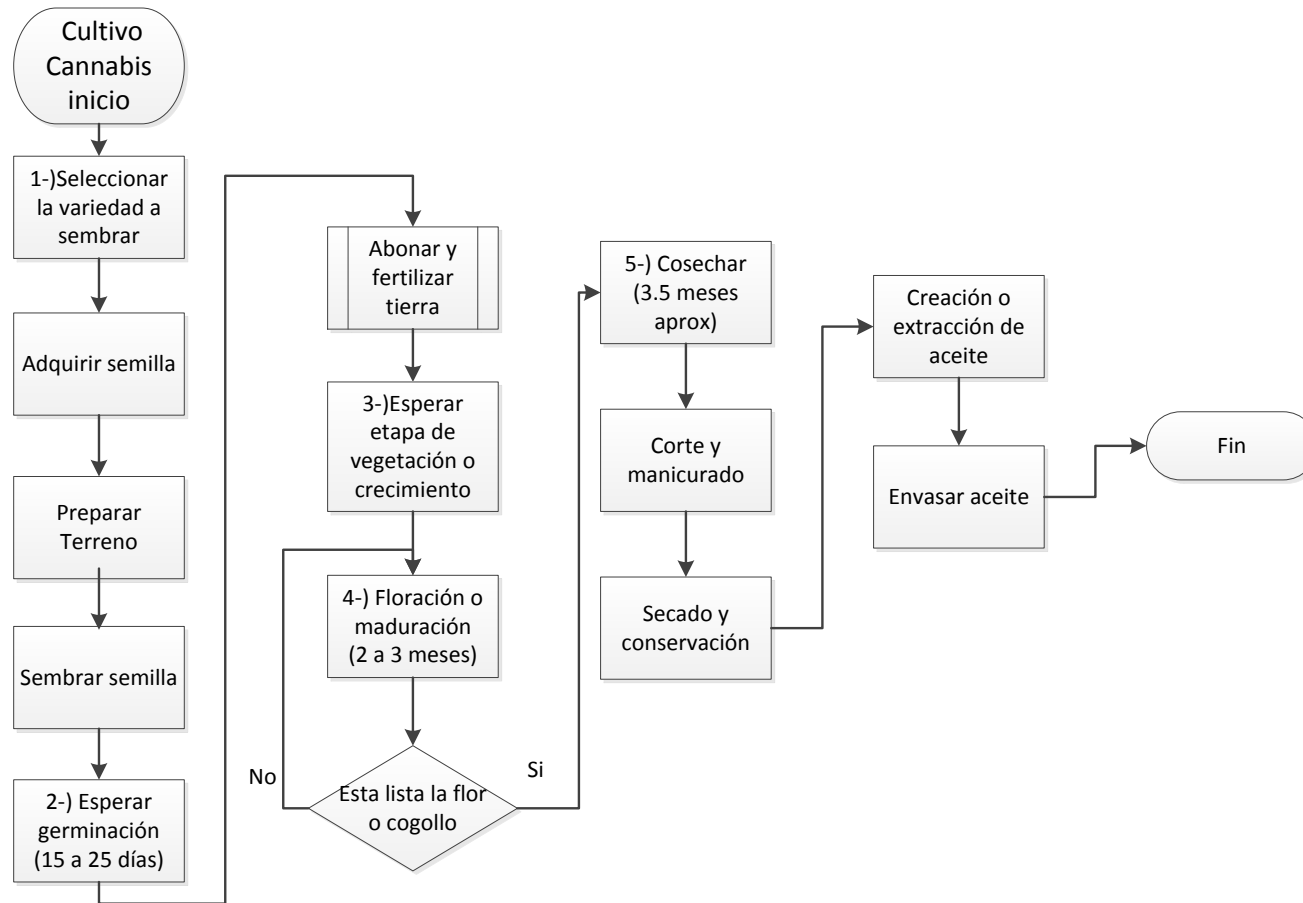 Cultivo
Cannabis
inicio
1-)Seleccionar
la variedad a
sembrar
Adquirir semilla
Preparar
Terreno
Sembrar semilla
2-) Esperar
germinación
(15 a 25 días)
Abonar y
fertilizar
tierra
3-)Esperar
etapa de
vegetación o
crecimiento
4-) Floración o
maduración
(2 a 3 meses)
Esta lista la flor
o cogollo
No
Si
5-) Cosechar
(3.5 meses
aprox)
Corte y
manicurado
Secado y
conservación
Creación o
extracción de
aceite
Envasar aceite
Fin